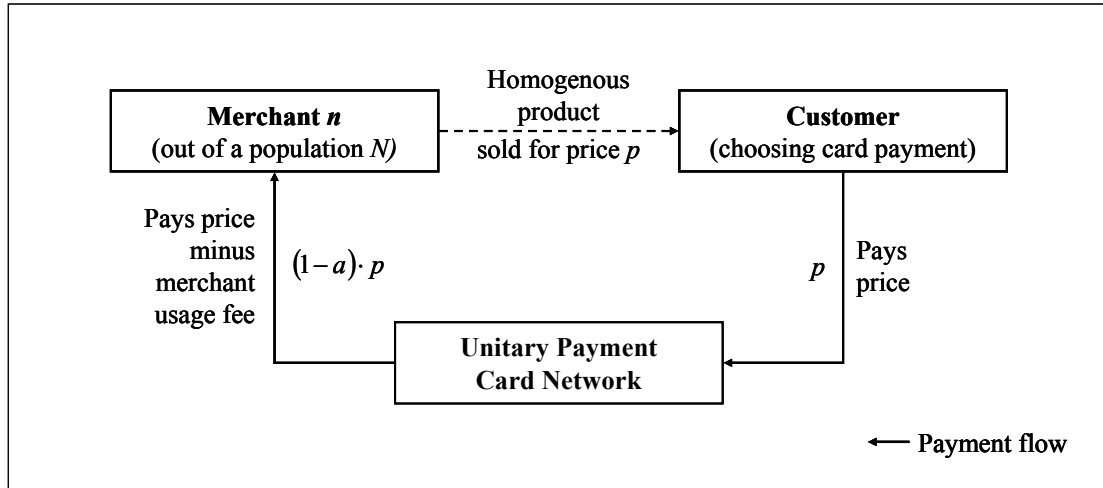 Homogenous
product
sold for price p
Merchant n
(out of a population N)
Customer
(choosing card payment)
Pays price
minus
merchant
usage fee
(1−a)· p
p
Pays
price
Unitary Payment
Card Network
Payment flow